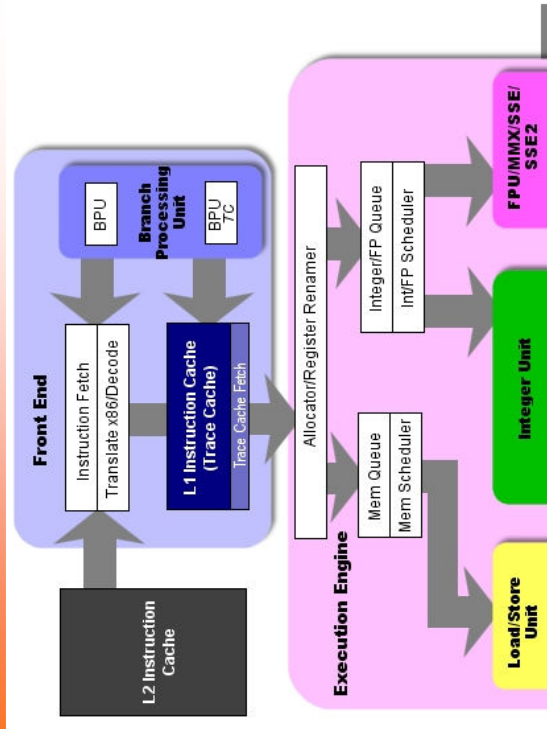 Front End
L2 Instruction
Cache
Instruction Fetch
Translate x86/Decode
BPU
Branch
Processing
Unit
BPU
TC
L1 Instruction Cache
(Trace Cache)
Trace Cache Fetch
Execution Engine
Allocator/Register Renamer
Mem Queue
Mem Scheduler
Integer/FP Queue
Int/FP Scheduler
Load/Store
Unit
Integer Unit
FPU/MMX/SSE/
SSE2